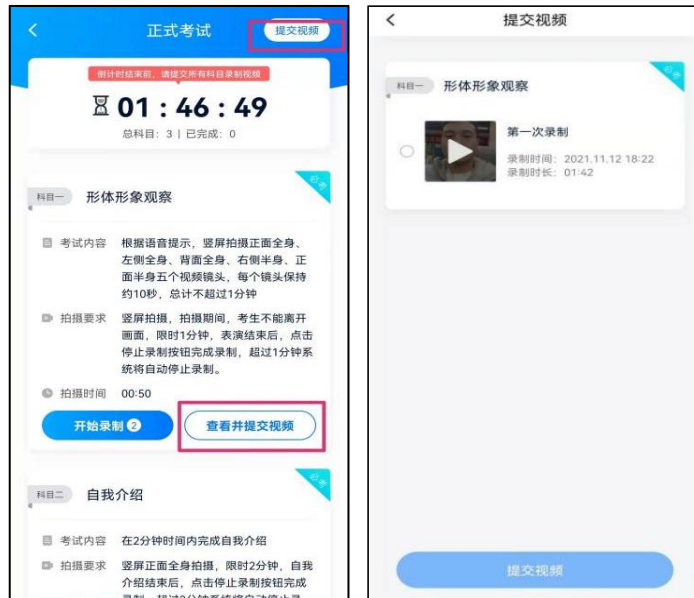 正式考试
提交视频
倒计时结束前，请提交所有科目录制视频
01：46：49
总科目：3 | 已完成：0
必考
科目一 形体形象观察
考试内容 根据语音提示，竖屏拍摄正面全身、
左侧全身、背面全身、右侧半身、正
面半身五个视频镜头，每个镜头保持
约10秒，总计不超过1分钟
拍摄要求 竖屏拍摄，拍摄期间，考生不能离开
画面，限时1分钟，表演结束后，点击
停止录制按钮完成录制，超过1分钟系
统将自动停止录制。
拍摄时间 00:50
开始录制 2
查看并提交视频
必考
科目二 自我介绍
考试内容 在2分钟时间内完成自我介绍
拍摄要求 竖屏正面全身拍摄，限时2分钟，自我
介绍结束后，点击停止录制按钮完成
提交视频
必考
科目一 形体形象观察
第一次录制
录制时间：2021.11.12 18:22
录制时长：01:42
提交视频